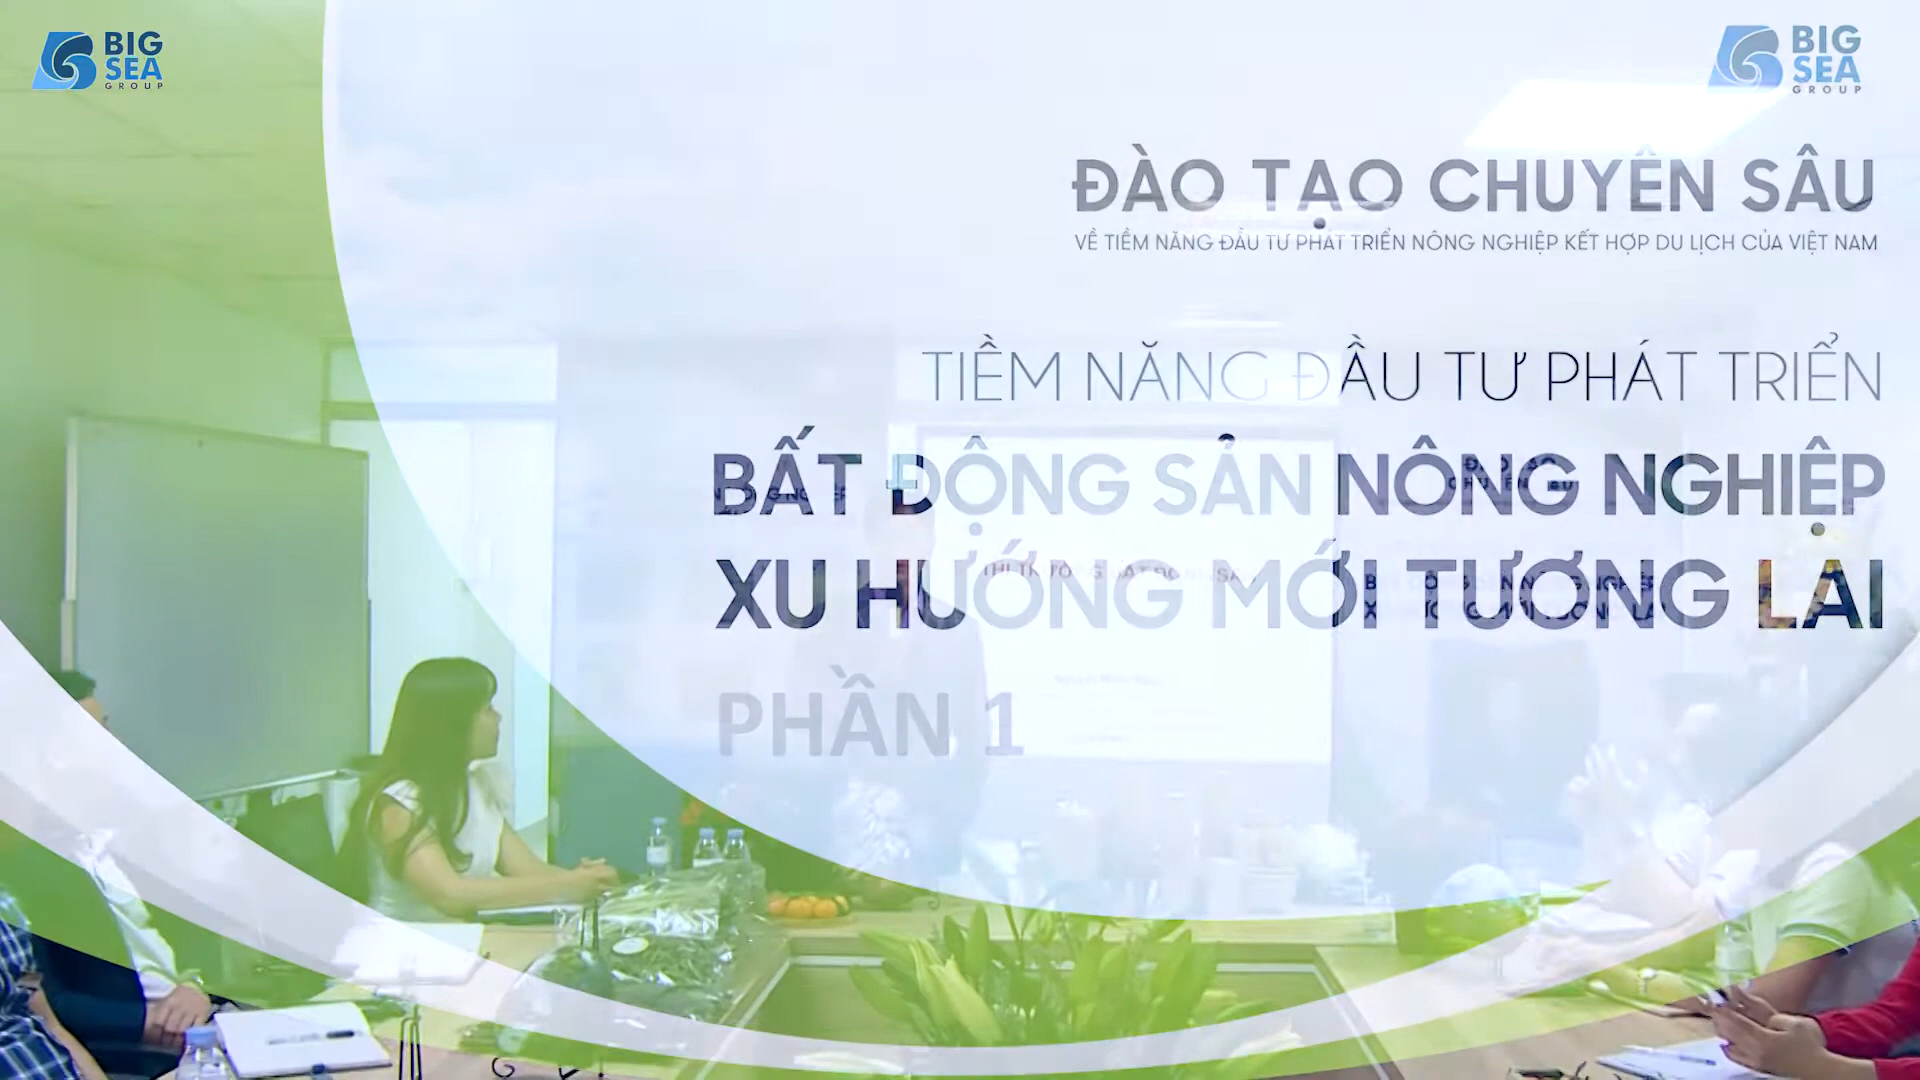 BIG
SEA
GROUP
BIG
SEA
GROUP
ĐÀO TẠO CHUYÊN SÂU
VỀ TIỀM NĂNG ĐẦU TƯ PHÁT TRIỂN NÔNG NGHIỆP KẾT HỢP DU LỊCH CỦA VIỆT NAM
TIỀM NĂNG ĐẦU TƯ PHÁT TRIỂN
BẤT ĐỘNG SẢN NÔNG NGHIỆP
XU HƯỚNG MỚI TƯƠNG LAI
PHẦN 1